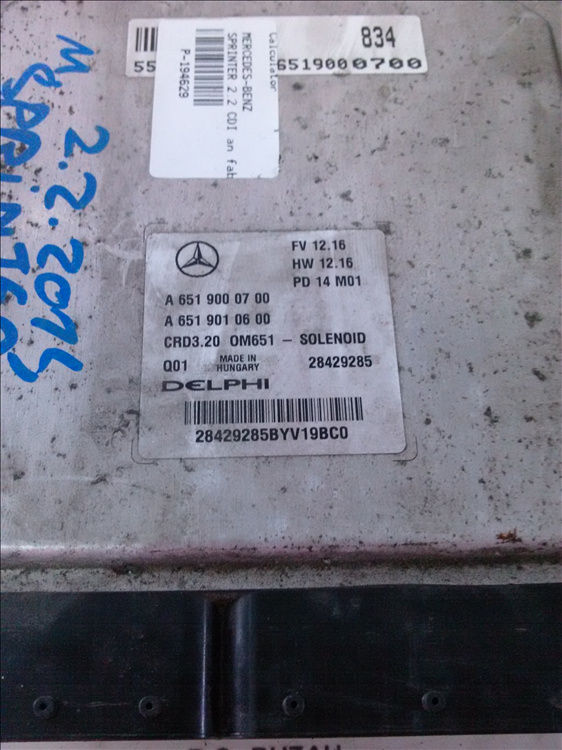 834
55
6519000700
Calculator
MERCEDES-BENZ
SPRINTER 2 2 CDI an fab
P-194629
M
2.2.2015
SPRINTER
FV 12.16
HW 12.16
PD 14 M01
A 651 900 07 00
A 651 901 06 00
CRD3.20 OM651 - SOLENOID
Q01 MADE IN HUNGARY 28429285
DELPHI
28429285BYV19BC0